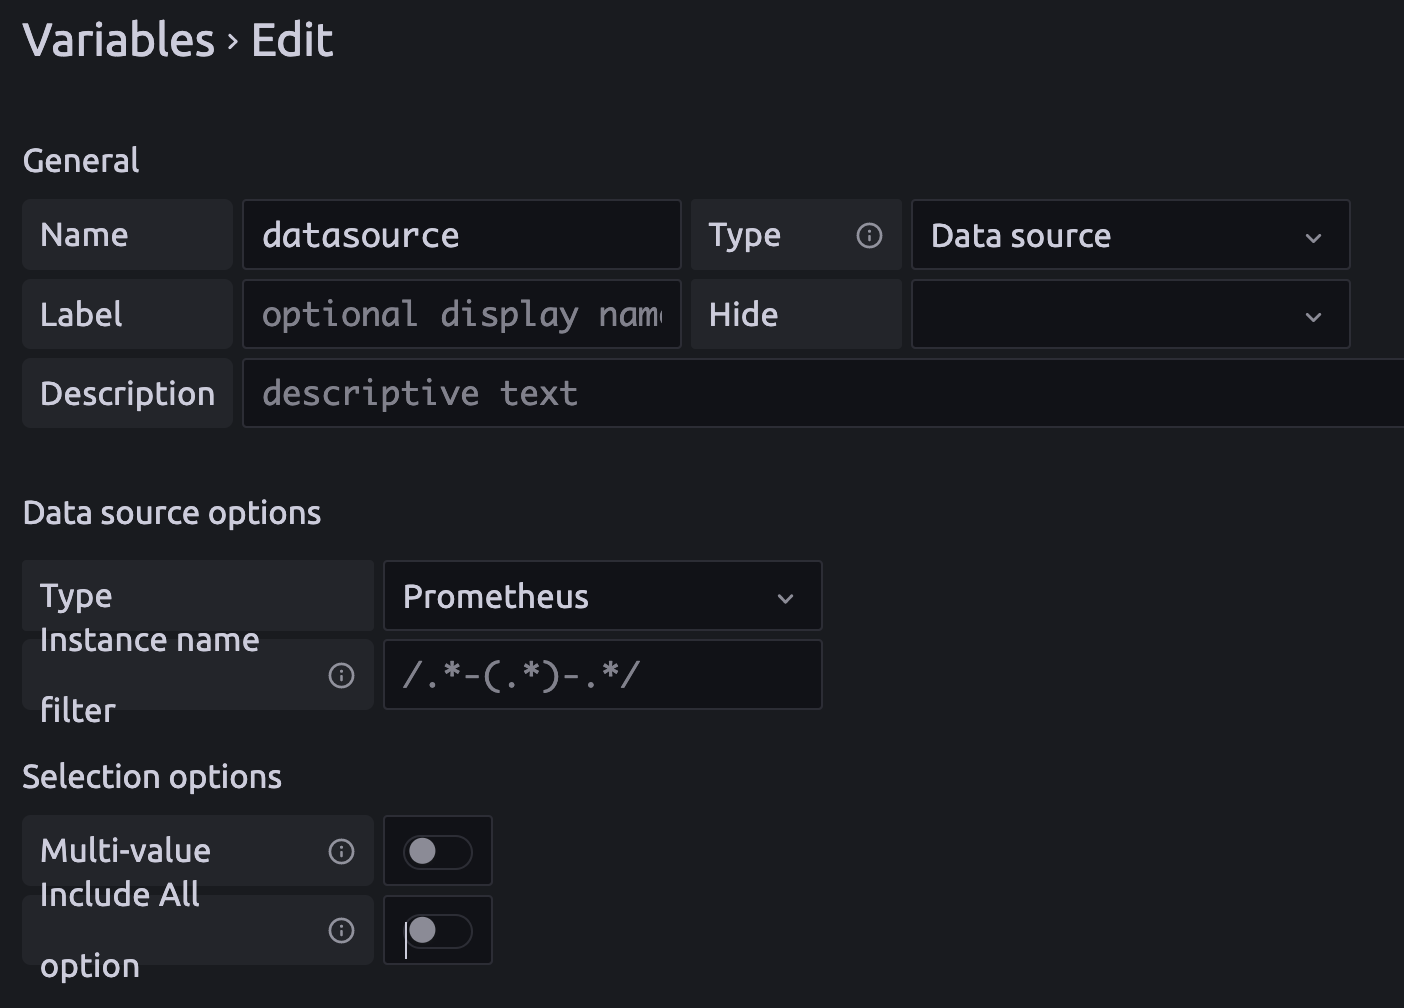 Variables › Edit
General
Name datasource Type Data source
Label optional display nam Hide
Description descriptive text
Data source options
Type Prometheus
Instance name
filter /.*-(.*)-.*/
Selection options
Multi-value
Include All
option